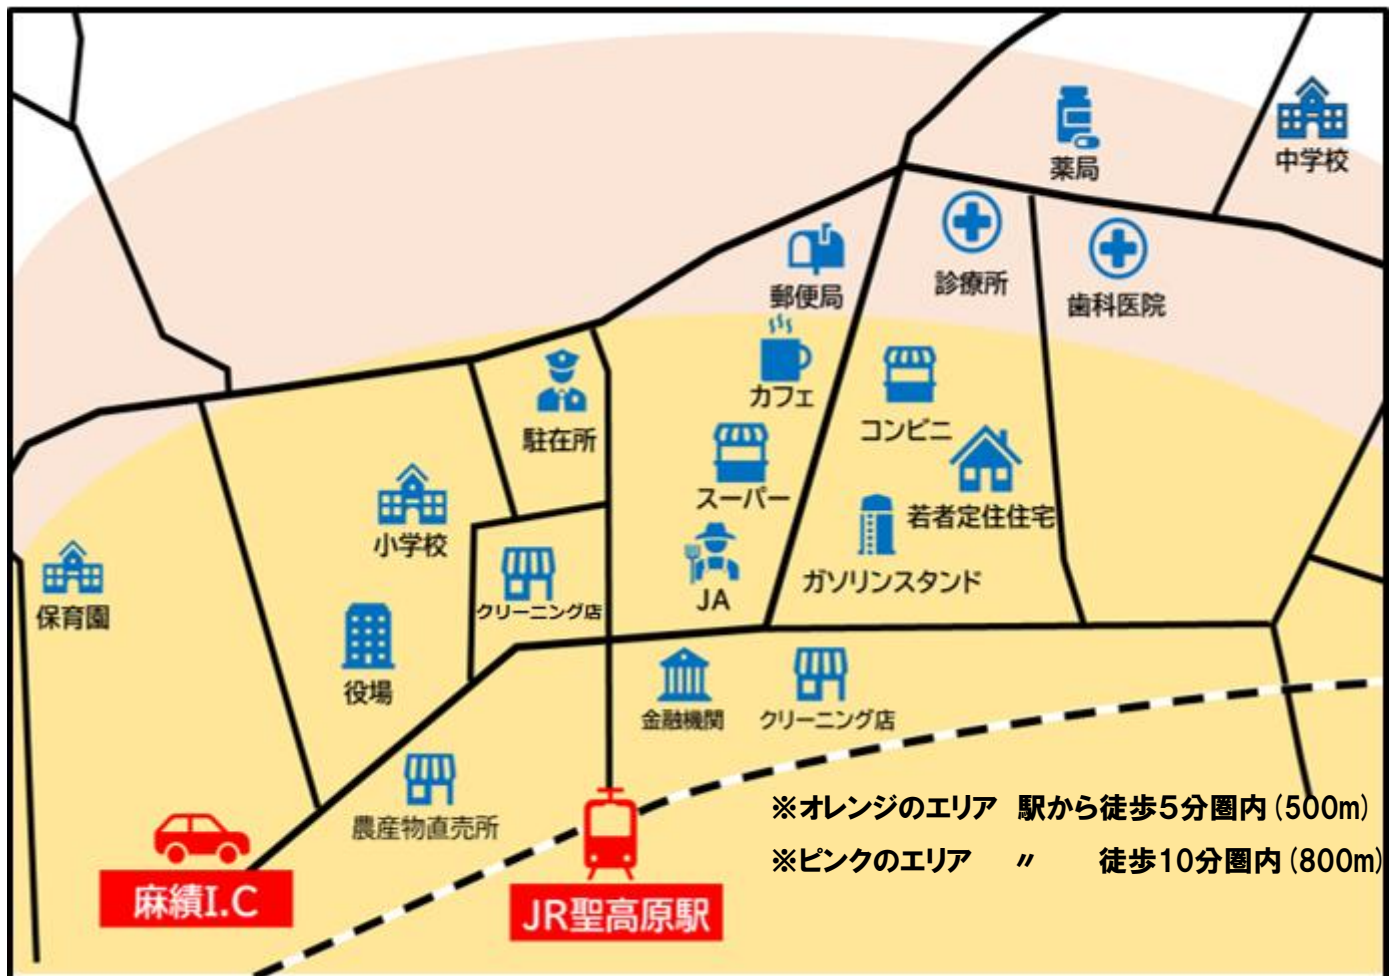 薬局
中学校
郵便局
診療所
歯科医院
カフェ
コンビニ
駐在所
スーパー
若者定住住宅
小学校
ガソリンスタンド
JA
クリーニング店
保育園
役場
金融機関
クリーニング店
農産物直売所
※オレンジのエリア 駅から徒歩5分圏内(500m)
※ピンクのエリア 〃 徒歩10分圏内(800m)
麻績I.C
JR聖高原駅